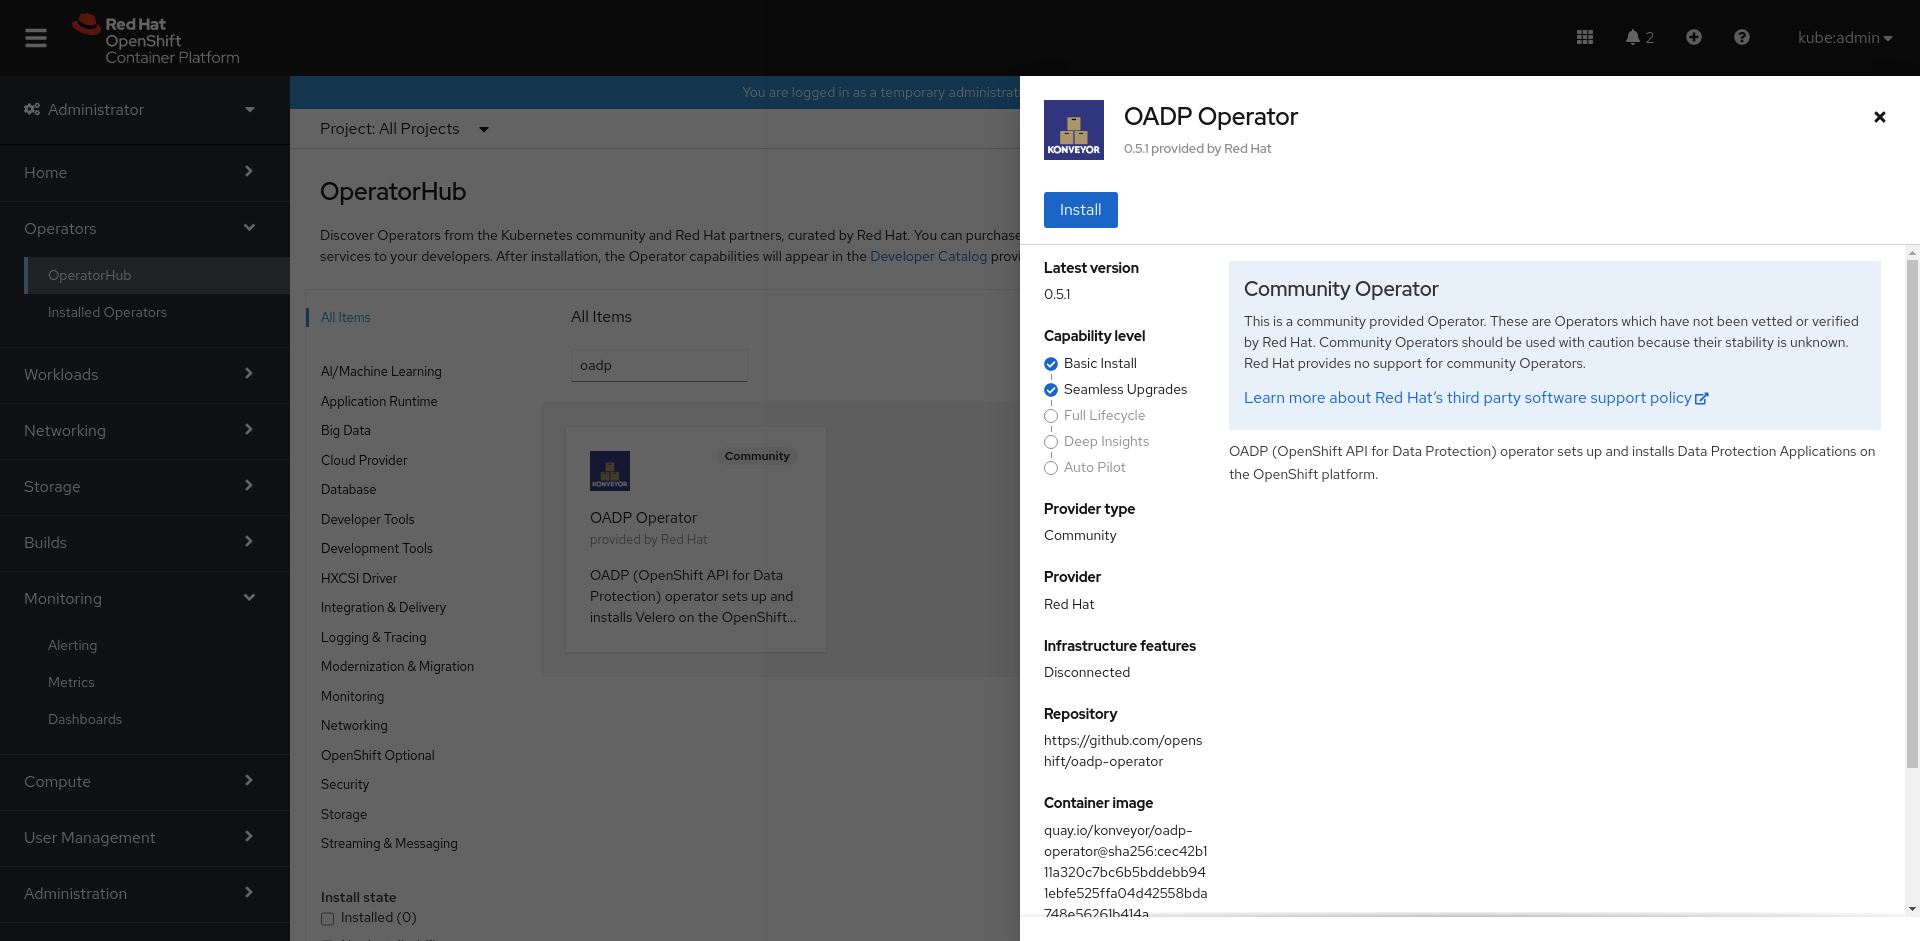 Red Hat
OpenShift
Container Platform
2
kube:admin
Administrator
Home
Operators
OperatorHub
Installed Operators
Workloads
Networking
Storage
Builds
Monitoring
Alerting
Metrics
Dashboards
Compute
User Management
Administration
You are logged in as a temporary administrat
Project: All Projects
OperatorHub
Discover Operators from the Kubernetes community and Red Hat partners, curated by Red Hat. You can purchase
services to your developers. After installation, the Operator capabilities will appear in the Developer Catalog provi
All Items
AI/Machine Learning
Application Runtime
Big Data
Cloud Provider
Database
Developer Tools
Development Tools
HXCSI Driver
Integration & Delivery
Logging & Tracing
Modernization & Migration
Monitoring
Networking
OpenShift Optional
Security
Storage
Streaming & Messaging
Install state
Installed (0)
All Items
oadp
Community
KONVEYOR
OADP Operator
provided by Red Hat
OADP (OpenShift API for Data
Protection) operator sets up and
installs Velero on the OpenShift...
KONVEYOR
OADP Operator
0.5.1 provided by Red Hat
Install
Latest version
0.5.1
Capability level
Basic Install
Seamless Upgrades
Full Lifecycle
Deep Insights
Auto Pilot
Provider type
Community
Provider
Red Hat
Infrastructure features
Disconnected
Repository
https://github.com/opens
hift/oadp-operator
Container image
quay.io/konveyor/oadp-
operator@sha256:cec42b1
11a320c7bc6b5bddebb94
1ebfe525ffa04d42558bda
748e56261b414a
Community Operator
This is a community provided Operator. These are Operators which have not been vetted or verified
by Red Hat. Community Operators should be used with caution because their stability is unknown.
Red Hat provides no support for community Operators.
Learn more about Red Hat's third party software support policy
OADP (OpenShift API for Data Protection) operator sets up and installs Data Protection Applications on
the OpenShift platform.